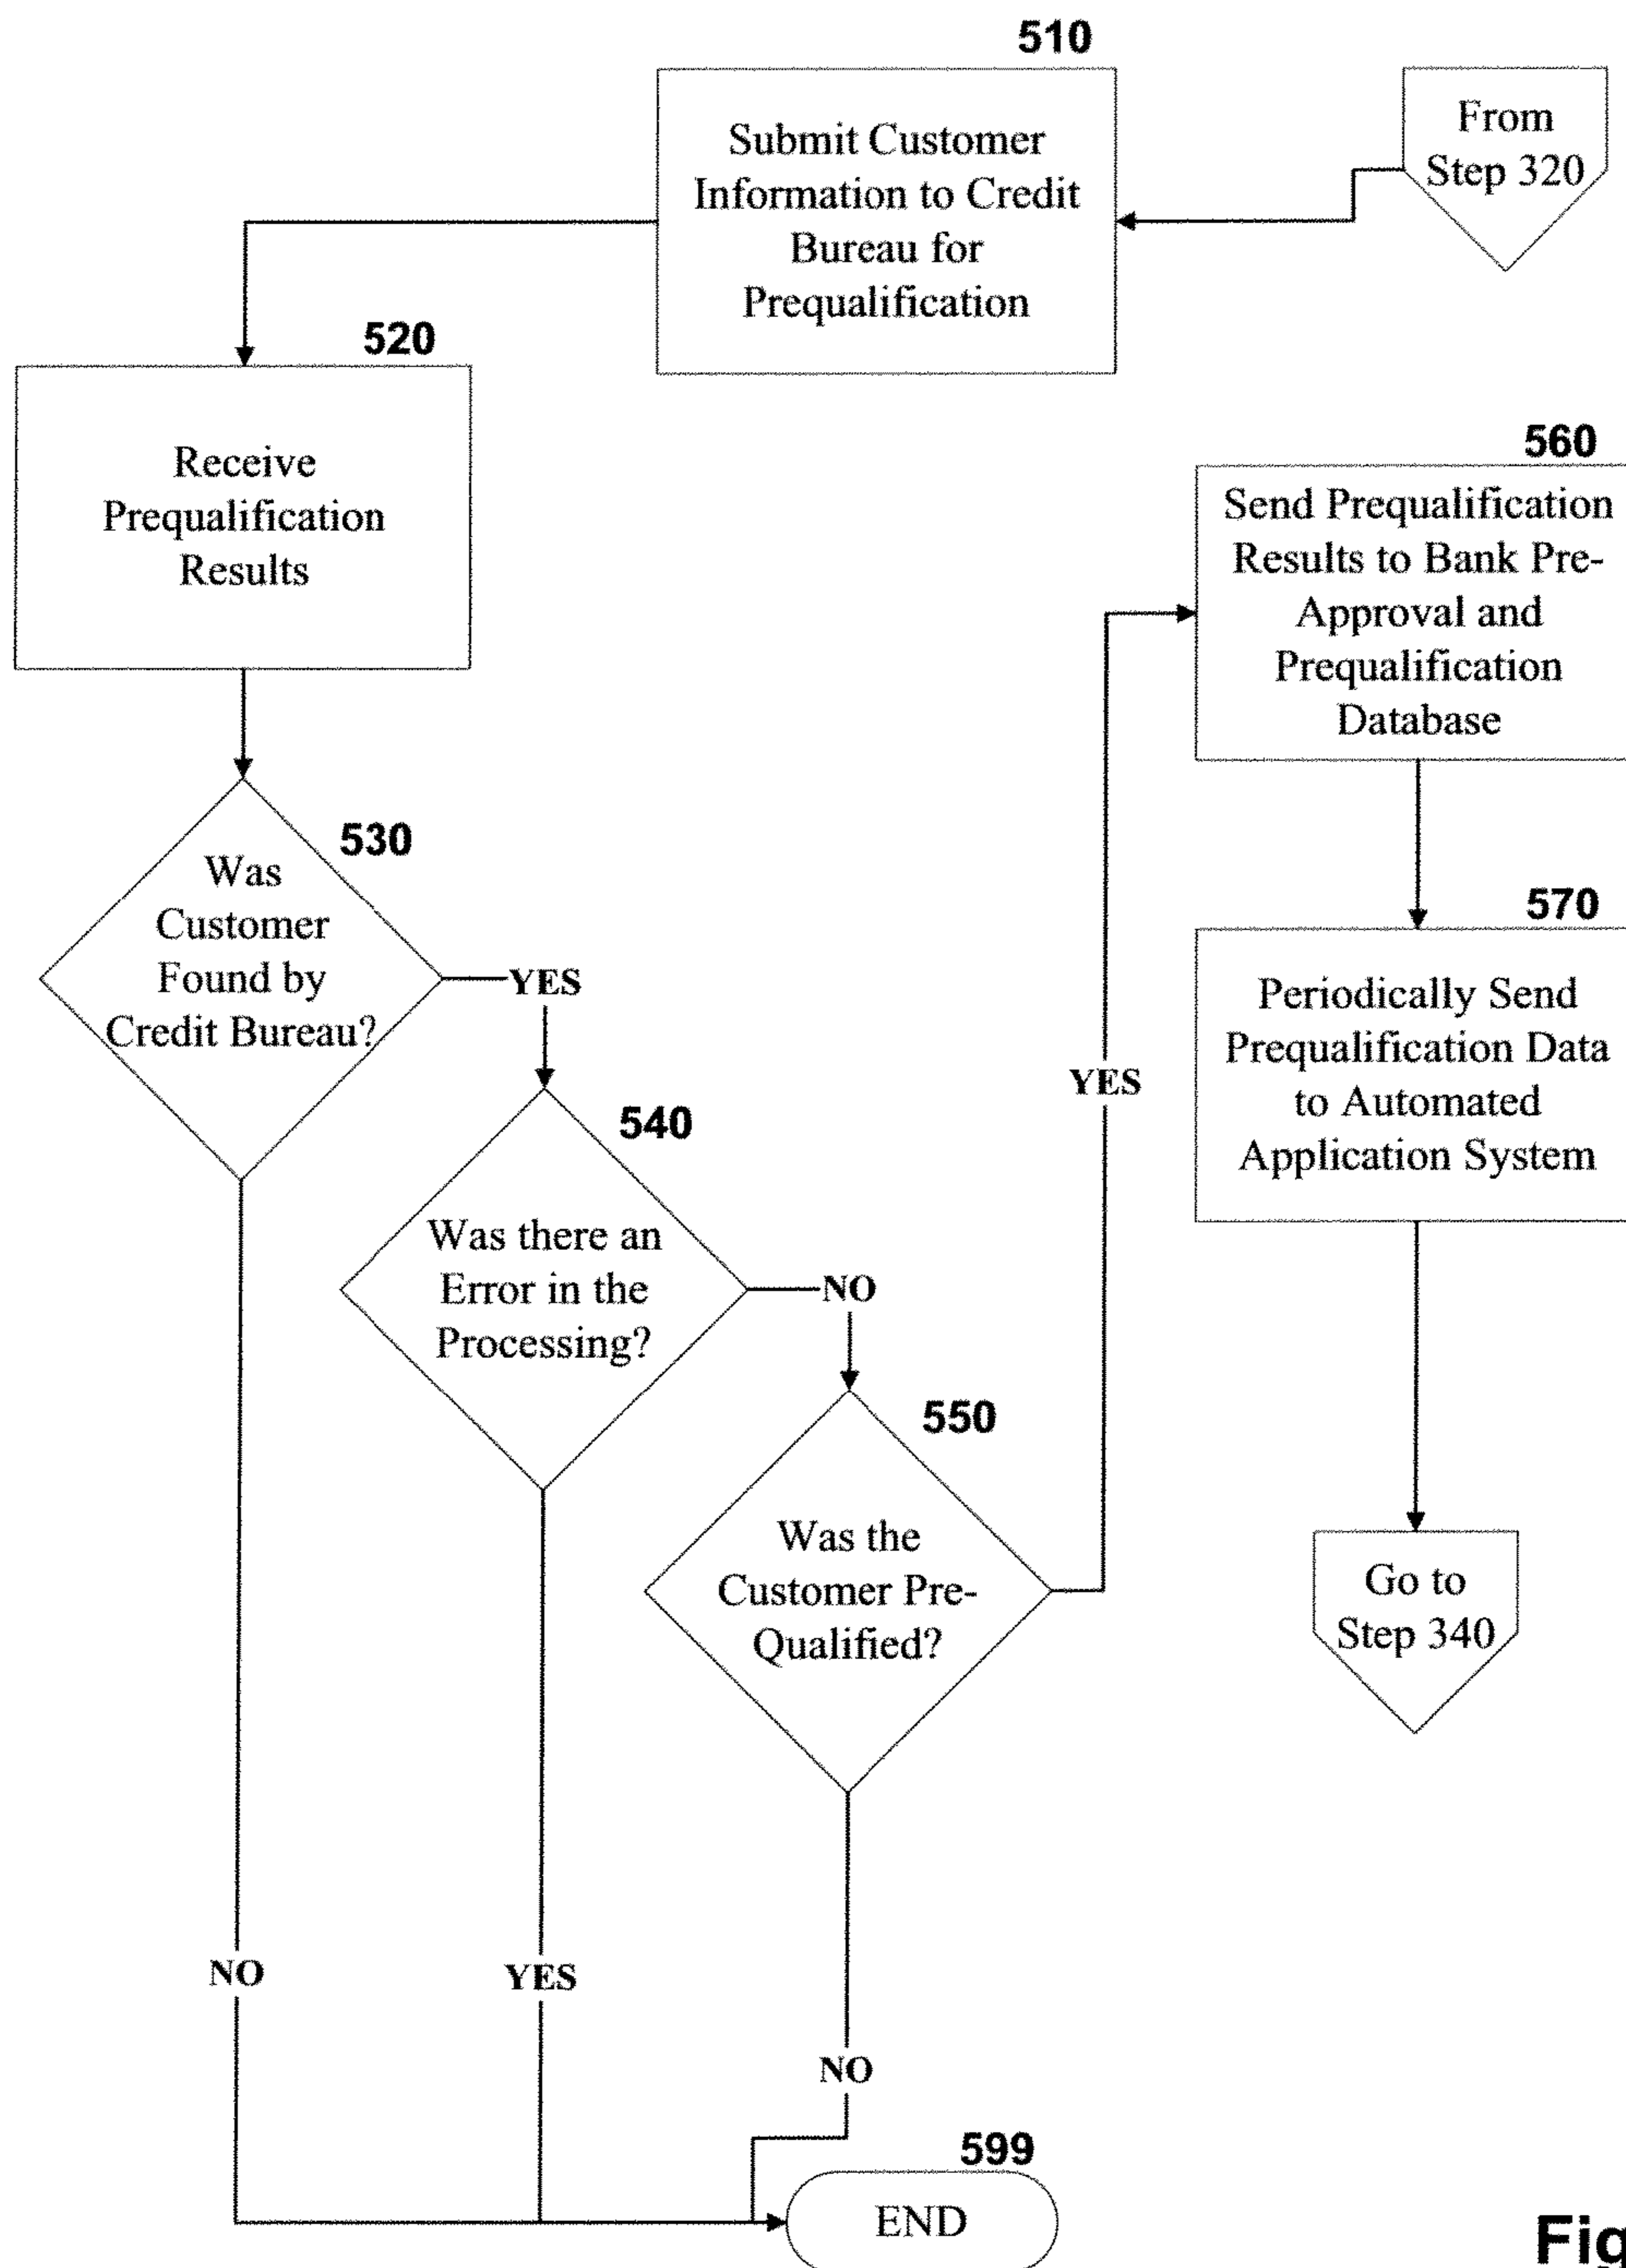 510
Submit Customer
Information to Credit
Bureau for
Prequalification
From
Step 320
520
Receive
Prequalification
Results
530
Was
Customer
Found by
Credit Bureau?
YES
NO
540
Was there an
Error in the
Processing?
NO
YES
550
Was the
Customer Pre-
Qualified?
YES
NO
560
Send Prequalification
Results to Bank Pre-
Approval and
Prequalification
Database
570
Periodically Send
Prequalification Data
to Automated
Application System
Go to
Step 340
599
END
Fig